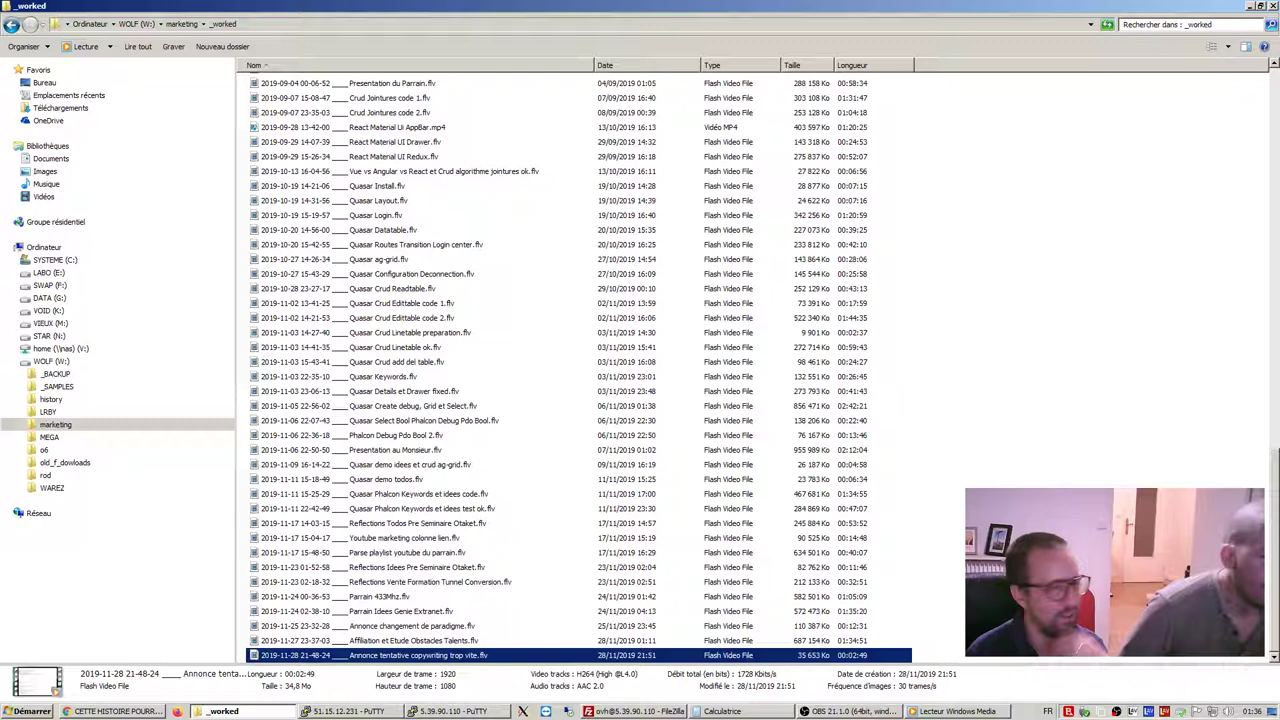 _worked
Ordinateur ▸ WOLF (W:) ▸ marketing ▸ _worked
Rechercher dans : _worked
Organiser Lecture Lire tout Graver Nouveau dossier
Favoris
Bureau
Emplacements récents
Téléchargements
OneDrive
Bibliothèques
Documents
Images
Musique
Vidéos
Groupe résidentiel
Ordinateur
SYSTEME (C:)
LABO (E:)
SWAP (F:)
DATA (G:)
VOID (K:)
VIEUX (M:)
STAR (N:)
home (\\nas) (V:)
WOLF (W:)
_BACKUP
_SAMPLES
history
LRBY
marketing
MEGA
o6
old_f_dowloads
rod
WAREZ
Réseau
Nom Date Type Taille Longueur
2019-09-04 00-06-52 ____ Presentation du Parrain.flv 04/09/2019 01:05 Flash Video File 288 158 Ko 00:58:34
2019-09-07 15-08-47 ____ Crud Jointures code 1.flv 07/09/2019 16:40 Flash Video File 303 108 Ko 01:31:47
2019-09-07 23-35-03 ____ Crud Jointures code 2.flv 08/09/2019 00:39 Flash Video File 253 128 Ko 01:04:18
2019-09-28 13-42-00 ____ React Material Ui AppBar.mp4 13/10/2019 16:13 Vidéo MP4 403 597 Ko 01:20:25
2019-09-29 14-07-39 ____ React Material UI Drawer.flv 29/09/2019 14:32 Flash Video File 143 318 Ko 00:24:53
2019-09-29 15-26-34 ____ React Material UI Redux.flv 29/09/2019 16:18 Flash Video File 275 837 Ko 00:52:07
2019-10-13 16-04-56 ____ Vue vs Angular vs React et Crud algorithme jointures ok.flv 13/10/2019 16:11 Flash Video File 27 822 Ko 00:06:56
2019-10-19 14-21-06 ____ Quasar Install.flv 19/10/2019 14:28 Flash Video File 28 877 Ko 00:07:15
2019-10-19 14-31-56 ____ Quasar Layout.flv 19/10/2019 14:39 Flash Video File 24 622 Ko 00:07:16
2019-10-19 15-19-57 ____ Quasar Login.flv 19/10/2019 16:40 Flash Video File 342 256 Ko 01:20:59
2019-10-20 14-56-00 ____ Quasar Datatable.flv 20/10/2019 15:35 Flash Video File 227 073 Ko 00:39:25
2019-10-20 15-42-55 ____ Quasar Routes Transition Login center.flv 20/10/2019 16:25 Flash Video File 233 812 Ko 00:42:10
2019-10-27 14-26-34 ____ Quasar ag-grid.flv 27/10/2019 14:54 Flash Video File 143 864 Ko 00:28:06
2019-10-27 15-43-29 ____ Quasar Configuration Deconnection.flv 27/10/2019 16:09 Flash Video File 145 544 Ko 00:25:58
2019-10-28 23-27-17 ____ Quasar Crud Readtable.flv 29/10/2019 00:10 Flash Video File 252 129 Ko 00:43:13
2019-11-02 13-41-25 ____ Quasar Crud Edittable code 1.flv 02/11/2019 13:59 Flash Video File 73 391 Ko 00:17:59
2019-11-02 14-21-53 ____ Quasar Crud Edittable code 2.flv 02/11/2019 16:06 Flash Video File 522 340 Ko 01:44:35
2019-11-03 14-27-40 ____ Quasar Crud Linetable preparation.flv 03/11/2019 14:30 Flash Video File 9 901 Ko 00:02:37
2019-11-03 14-41-35 ____ Quasar Crud Linetable ok.flv 03/11/2019 15:41 Flash Video File 272 714 Ko 00:59:43
2019-11-03 15-43-41 ____ Quasar Crud add del table.flv 03/11/2019 16:08 Flash Video File 98 461 Ko 00:24:27
2019-11-03 22-35-10 ____ Quasar Keywords.flv 03/11/2019 23:01 Flash Video File 132 551 Ko 00:26:45
2019-11-03 23-06-28 ____ Quasar Details et Drawer fixed.flv 03/11/2019 23:48 Flash Video File 273 793 Ko 00:41:43
2019-11-05 22-56-02 ____ Quasar Create debug, Grid et Select.flv 06/11/2019 01:38 Flash Video File 856 471 Ko 02:42:21
2019-11-06 22-07-43 ____ Quasar Select Bool Phalcon Debug Pdo Bool.flv 06/11/2019 22:30 Flash Video File 138 206 Ko 00:22:40
2019-11-06 22-36-18 ____ Phalcon Debug Pdo Bool 2.flv 06/11/2019 22:50 Flash Video File 76 167 Ko 00:13:46
2019-11-06 22-50-50 ____ Presentation au Monsieur.flv 07/11/2019 01:02 Flash Video File 955 989 Ko 02:12:04
2019-11-09 16-14-22 ____ Quasar demo idees et crud ag-grid.flv 09/11/2019 16:19 Flash Video File 26 187 Ko 00:04:58
2019-11-11 15-19-38 ____ Quasar demo todos.flv 11/11/2019 15:25 Flash Video File 23 783 Ko 00:05:26
2019-11-11 15-25-29 ____ Quasar Phalcon Keywords et idees code.flv 11/11/2019 17:00 Flash Video File 467 681 Ko 01:34:55
2019-11-11 22-42-49 ____ Quasar Phalcon Keywords et idees test ok.flv 11/11/2019 23:30 Flash Video File 284 869 Ko 00:47:07
2019-11-17 14-03-15 ____ Reflections Todos Pre Seminaire Otaket.flv 17/11/2019 14:57 Flash Video File 245 884 Ko 00:53:52
2019-11-17 15-04-17 ____ Youtube marketing colonne lien.flv 17/11/2019 15:19 Flash Video File 90 525 Ko 00:14:48
2019-11-17 15-48-50 ____ Parse playlist youtube du parrain.flv 17/11/2019 16:29 Flash Video File 634 501 Ko 00:40:07
2019-11-23 01-52-58 ____ Reflections Idees Pre Seminaire Otaket.flv 23/11/2019 02:04 Flash Video File 82 762 Ko 00:11:46
2019-11-23 02-18-32 ____ Reflections Vente Formation Tunnel Conversion.flv 23/11/2019 02:51 Flash Video File 212 133 Ko 00:32:51
2019-11-24 00-36-53 ____ Parrain 433Mhz.flv 24/11/2019 01:42 Flash Video File 582 501 Ko 01:05:09
2019-11-24 02-38-10 ____ Parrain Idees Genie Extranet.flv 24/11/2019 04:13 Flash Video File 572 473 Ko 01:35:20
2019-11-25 23-32-28 ____ Annonce changement de paradigme.flv 25/11/2019 23:45 Flash Video File 110 387 Ko 00:12:31
2019-11-27 23-37-03 ____ Affiliation et Etude Obstacles Talents.flv 28/11/2019 01:11 Flash Video File 687 154 Ko 01:34:51
2019-11-28 21-48-24 ____ Annonce tentative copywriting trop vite.flv 28/11/2019 21:51 Flash Video File 35 653 Ko 00:02:49
2019-11-28 21-48-24 ____ Annonce tenta... Longueur : 00:02:49 Largeur de trame : 1920 Video tracks: H264 (High @L4.0) Débit total (en bits) : 1728 Kbits/s Date de création : 28/11/2019 21:51
Flash Video File Taille : 34,8 Mo Hauteur de trame : 1080 Audio tracks: AAC 2.0 Modifié le : 28/11/2019 21:51 Fréquence d'images : 30 trames/s
Démarrer CETTE HISTOIRE POURR... _worked 51.15.12.231 - PuTTY 5.39.90.110 - PuTTY ovh@5.39.90.110 - FileZilla Calculatrice OBS 21.1.0 (64bit, wind... Lecteur Windows Media FR 01:36